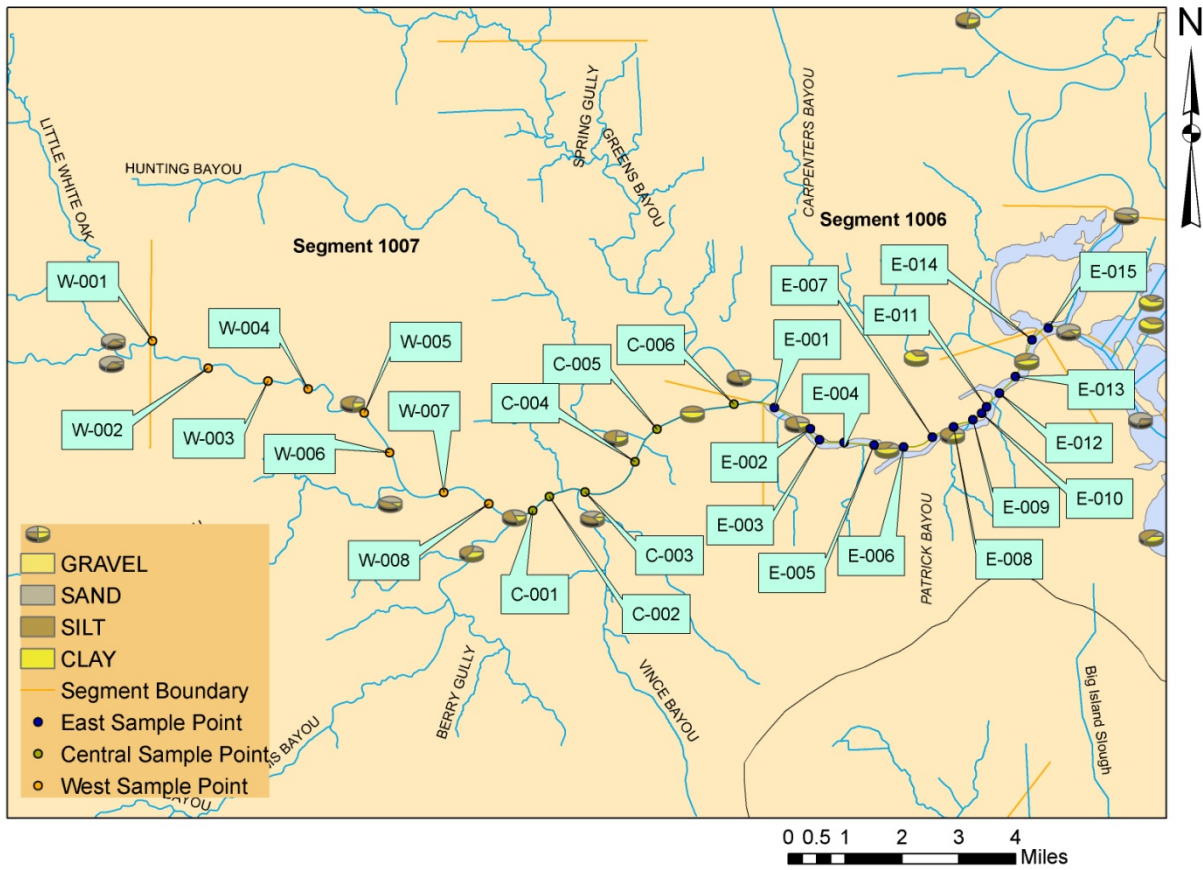 N
SPRING GULLY
CARPENTERS BAYOU
LITTLE WHITE OAK
HUNTING BAYOU
GREENS BAYOU
Segment 1007
Segment 1006
W-001
E-014
E-015
E-007
E-011
W-004
W-005
C-006
E-001
C-005
C-004
W-007
E-004
E-013
W-002
W-003
W-006
E-002
E-012
E-003
E-010
E-009
W-008
C-003
E-005
E-006
E-008
C-001
C-002
PATRICK BAYOU
BERRY GULLY
VINCE BAYOU
Big Island Slough
GRAVEL
SAND
SILT
CLAY
Segment Boundary
East Sample Point
Central Sample Point
West Sample Point
BAYOU
0 0.5 1 2 3 4
Miles